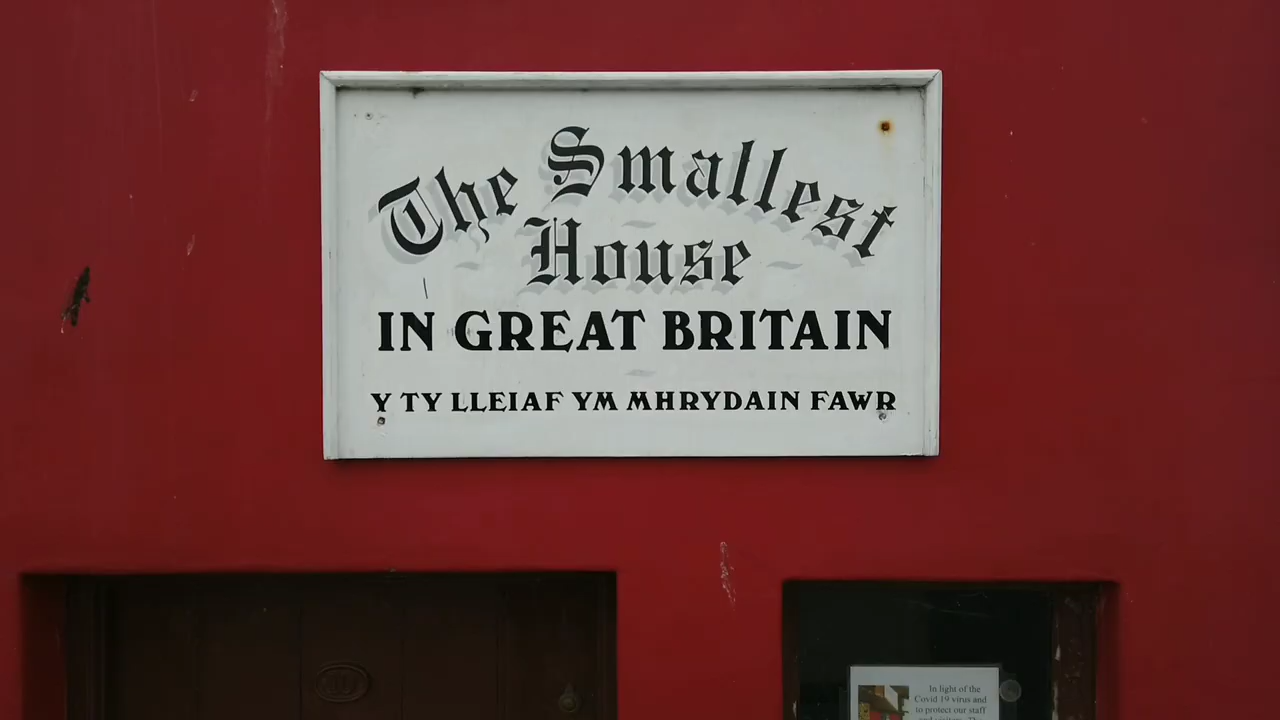 The Smallest
House
IN GREAT BRITAIN
Y TY LLEIAF YM MHRYDAIN FAWR
In light of the
Covid 19 virus and
to protect our staff